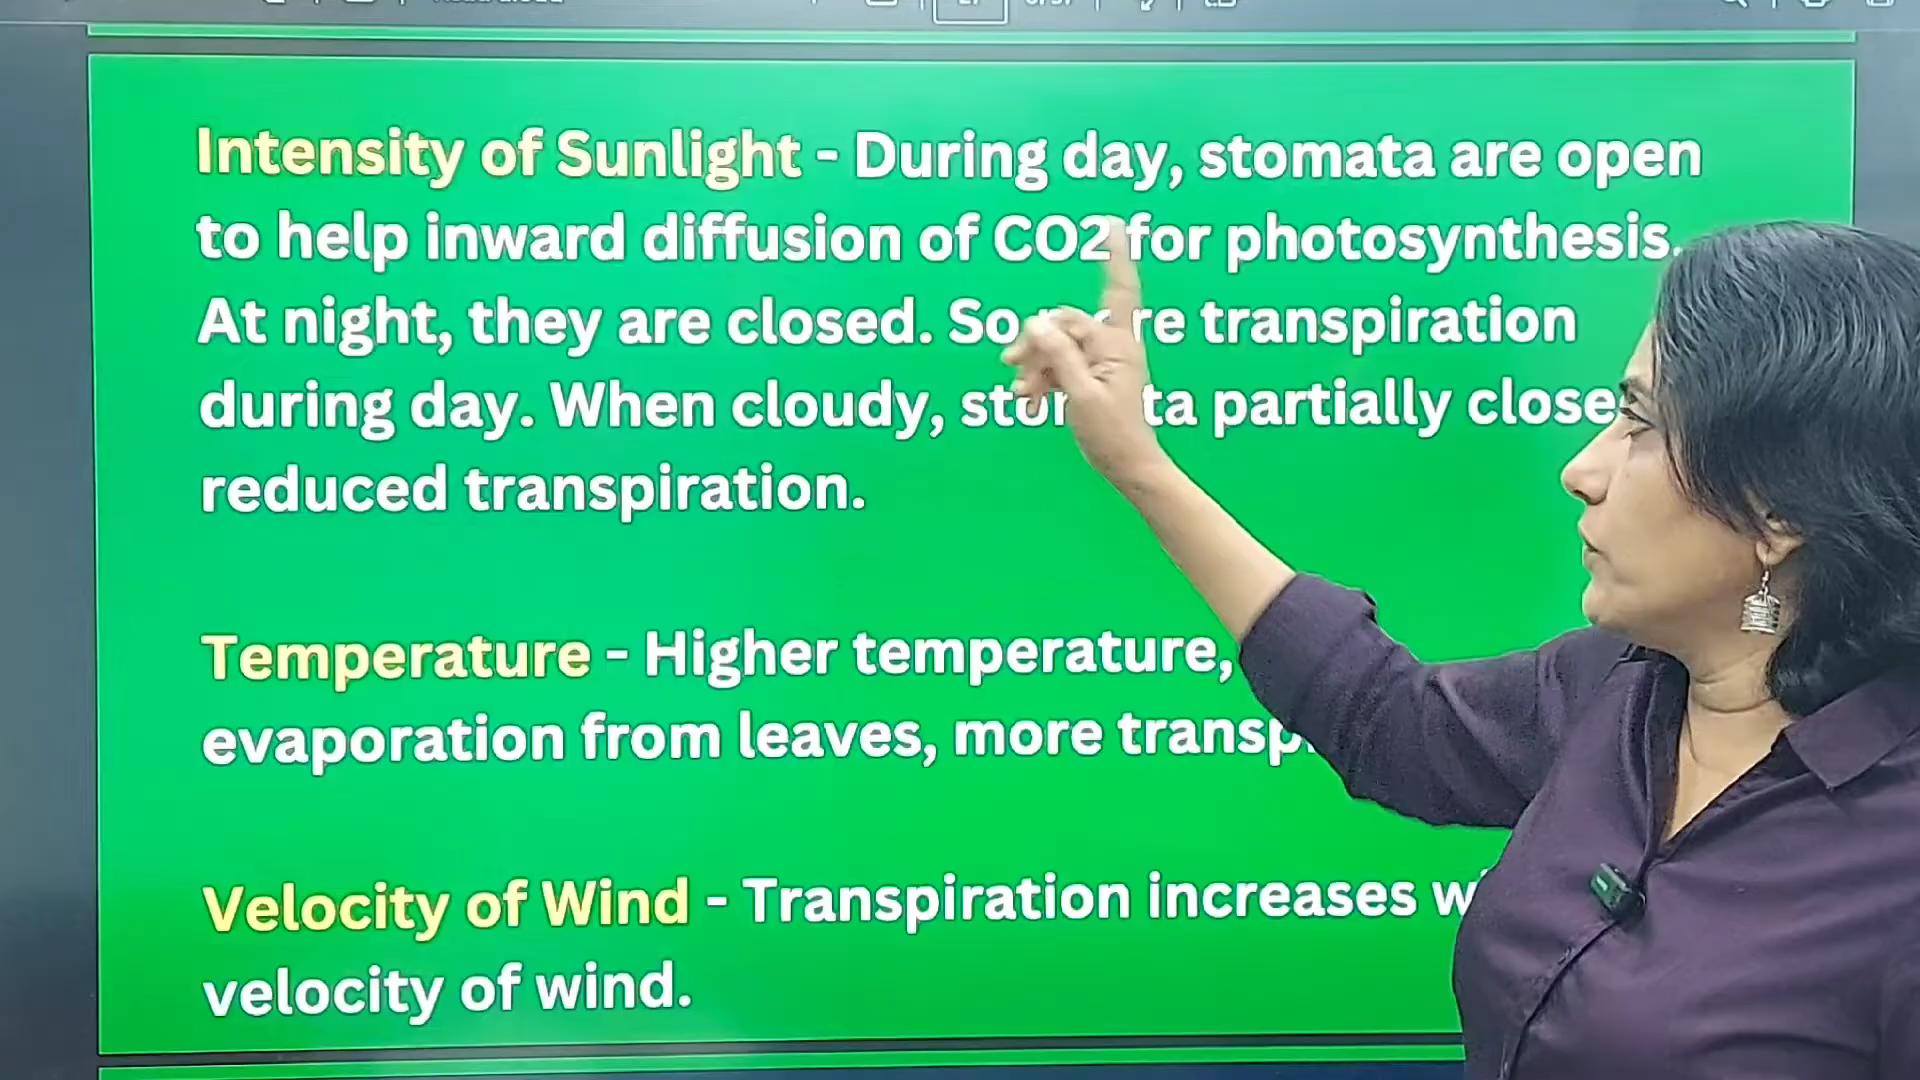 Intensity of Sunlight - During day, stomata are open
to help inward diffusion of CO2 for photosynthesis.
At night, they are closed. So transpiration
during day. When cloudy, partially close
reduced transpiration.
Temperature - Higher temperature,
evaporation from leaves, more
Velocity of Wind - Transpiration increases
velocity of wind.